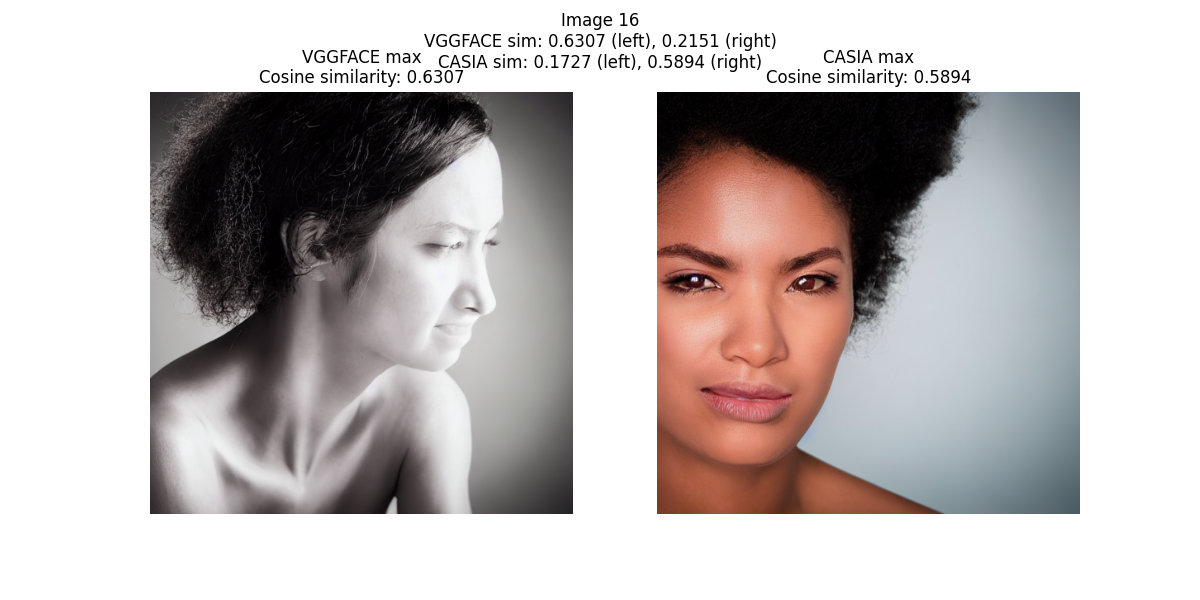 Image 16
VGGFACE sim: 0.6307 (left), 0.2151 (right)
CASIA sim: 0.1727 (left), 0.5894 (right)
VGGFACE max
Cosine similarity: 0.6307
CASIA max
Cosine similarity: 0.5894